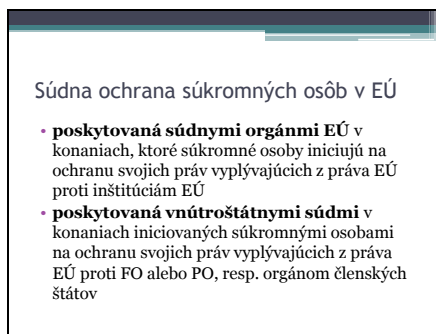 Súdna ochrana súkromných osôb v EÚ
• poskytovaná súdnymi orgánmi EÚ v
konaniach, ktoré súkromné osoby iniciujú na
ochranu svojich práv vyplývajúcich z práva EÚ
proti inštitúciám EÚ
• poskytovaná vnútroštátnymi súdmi v
konaniach iniciovaných súkromnými osobami
na ochranu svojich práv vyplývajúcich z práva
EÚ proti FO alebo PO, resp. orgánom členských
štátov